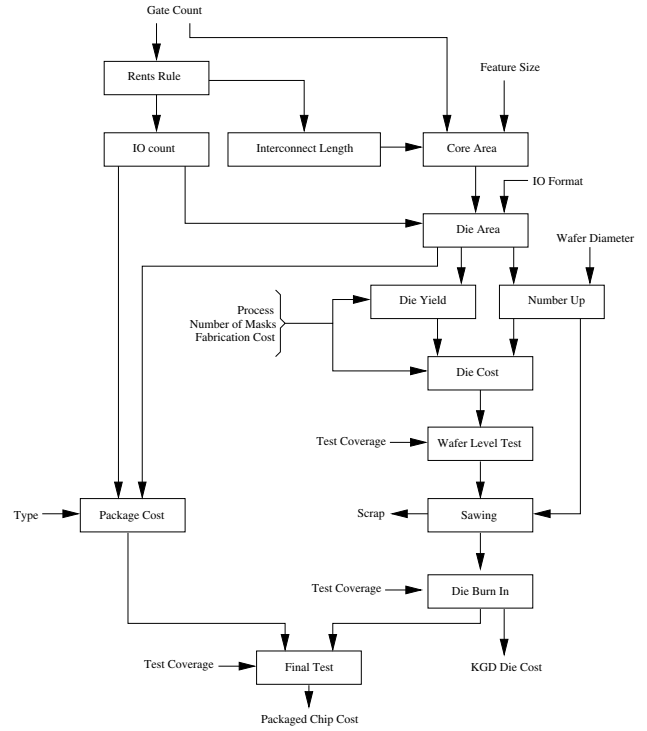 Gate Count
Feature Size
Rents Rule
IO count
Interconnect Length
Core Area
IO Format
Die Area
Wafer Diameter
Process
Number of Masks
Fabrication Cost
Die Yield
Number Up
Die Cost
Test Coverage
Wafer Level Test
Type
Package Cost
Scrap
Sawing
Test Coverage
Die Burn In
Test Coverage
Final Test
KGD Die Cost
Packaged Chip Cost